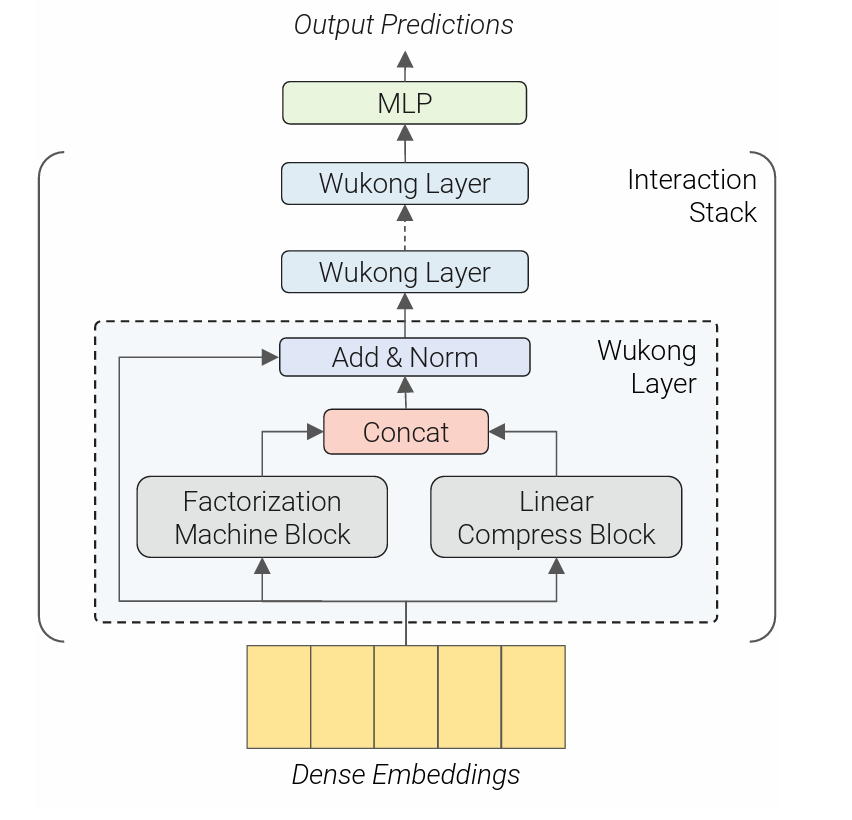 Output Predictions
MLP
Wukong Layer
Interaction
Stack
Wukong Layer
Add & Norm
Wukong
Layer
Concat
Factorization
Machine Block
Linear
Compress Block
Dense Embeddings